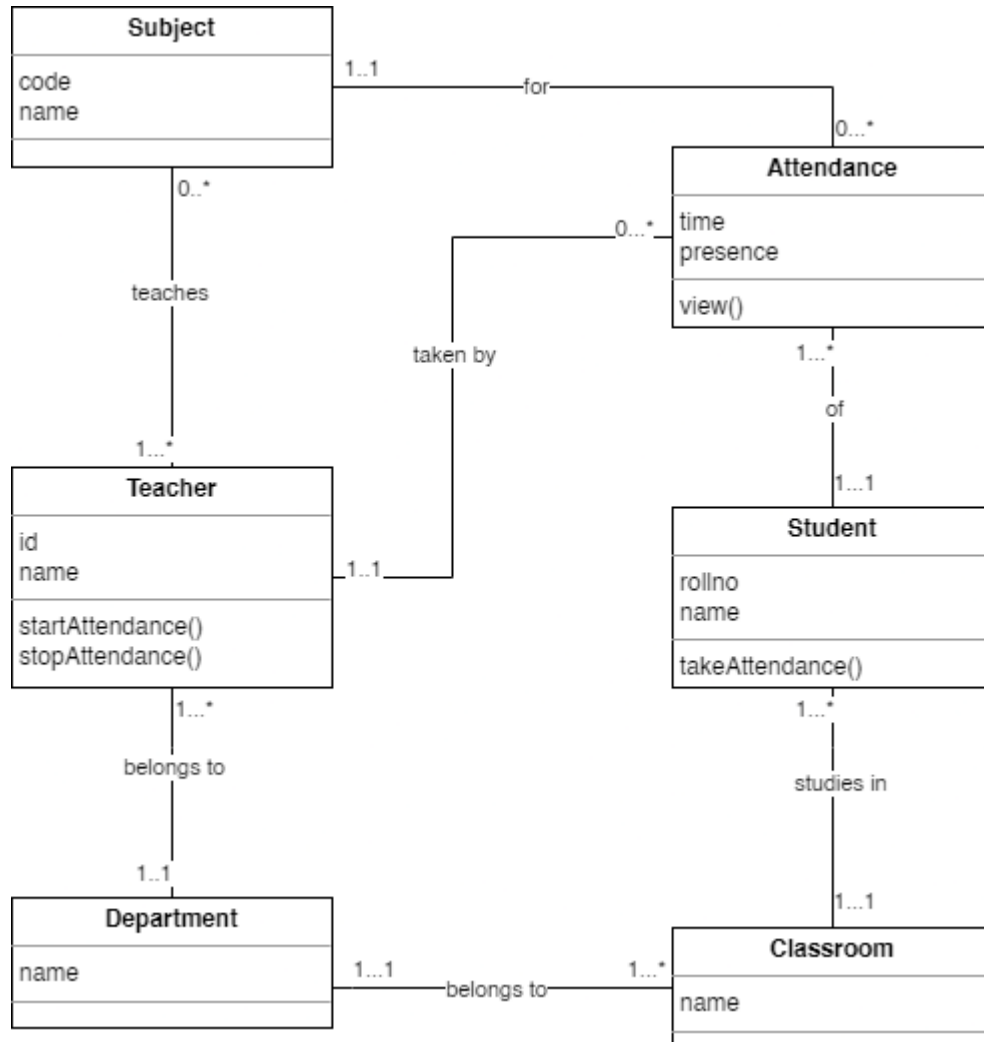 Subject
code
name
1..1
for
0...*
Attendance
time
presence
view()
0..*
teaches
1...*
0...*
taken by
1..1
1...*
of
1...1
Teacher
id
name
startAttendance()
stopAttendance()
Student
rollno
name
takeAttendance()
1...*
belongs to
1..1
1...*
studies in
1...1
Department
name
1...1
belongs to
1...*
Classroom
name